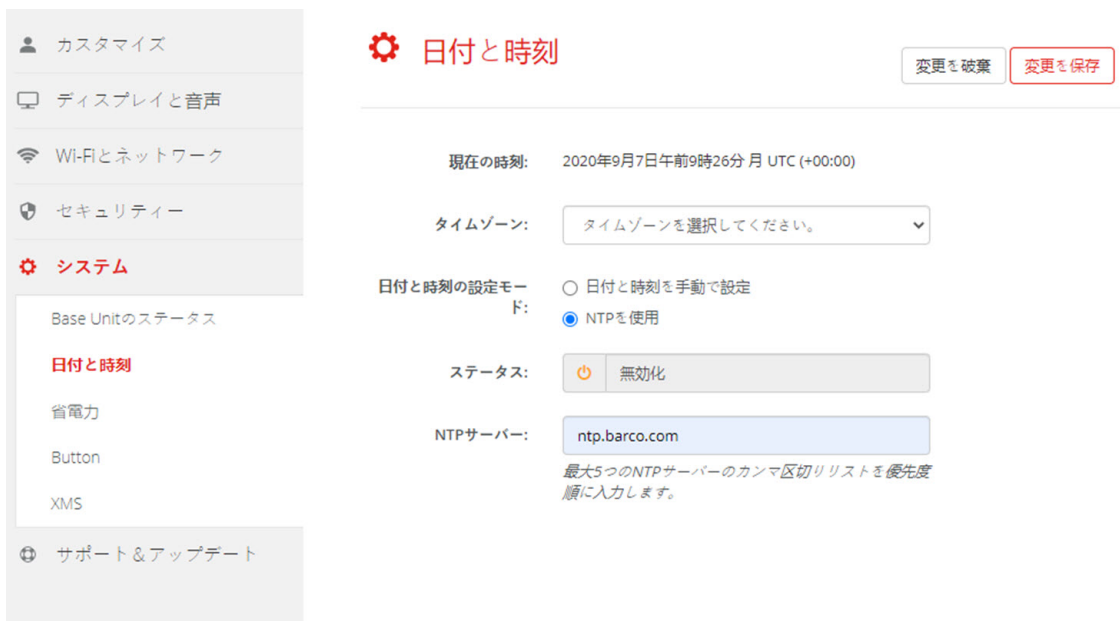 カスタマイズ
ディスプレイと音声
Wi-Fiとネットワーク
セキュリティー
システム
Base Unitのステータス
日付と時刻
省電力
Button
XMS
サポート＆アップデート
日付と時刻
変更を破棄
変更を保存
現在の時刻: 2020年9月7日午前9時26分 月 UTC (+00:00)
タイムゾーン: タイムゾーンを選択してください。
日付と時刻の設定モー
ド:
日付と時刻を手動で設定
NTPを使用
ステータス: 無効化
NTPサーバー: ntp.barco.com
最大5つのNTPサーバーのカンマ区切りリストを優先度
順に入力します。